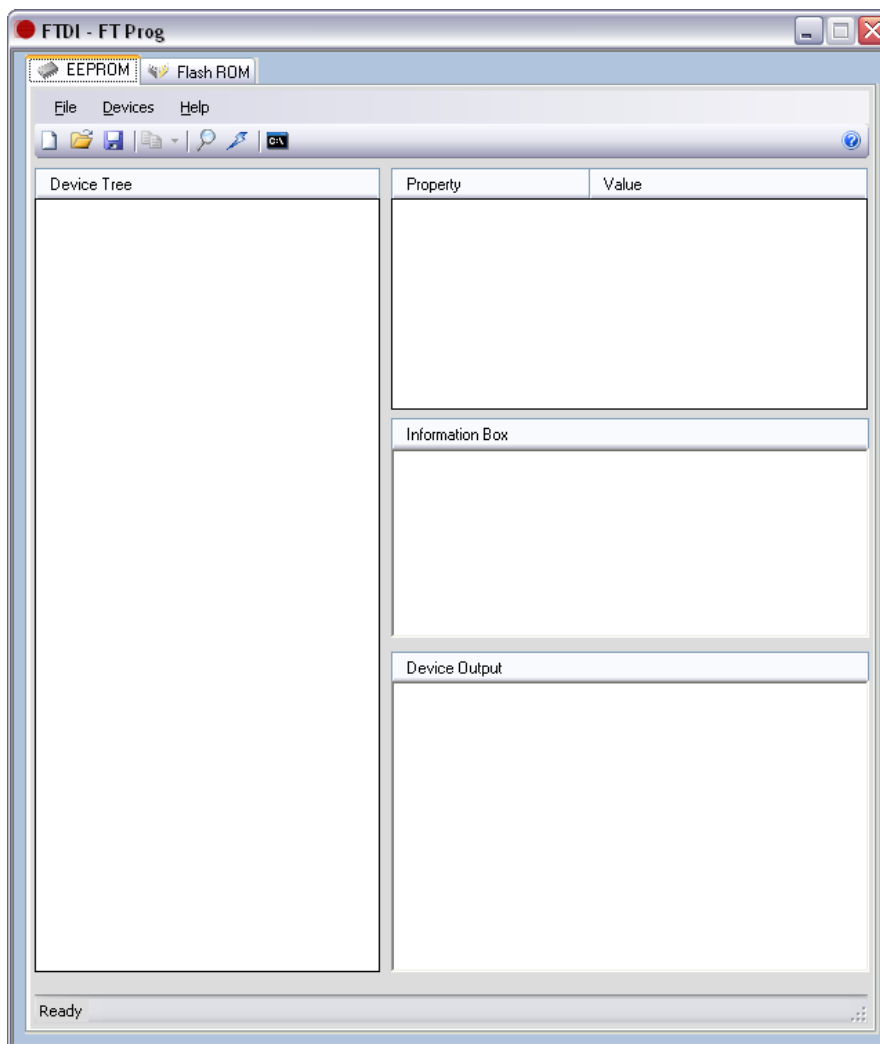 FTDI - FT Prog
EEPROM Flash ROM
File Devices Help
C:\
Device Tree
Property Value
Information Box
Device Output
Ready